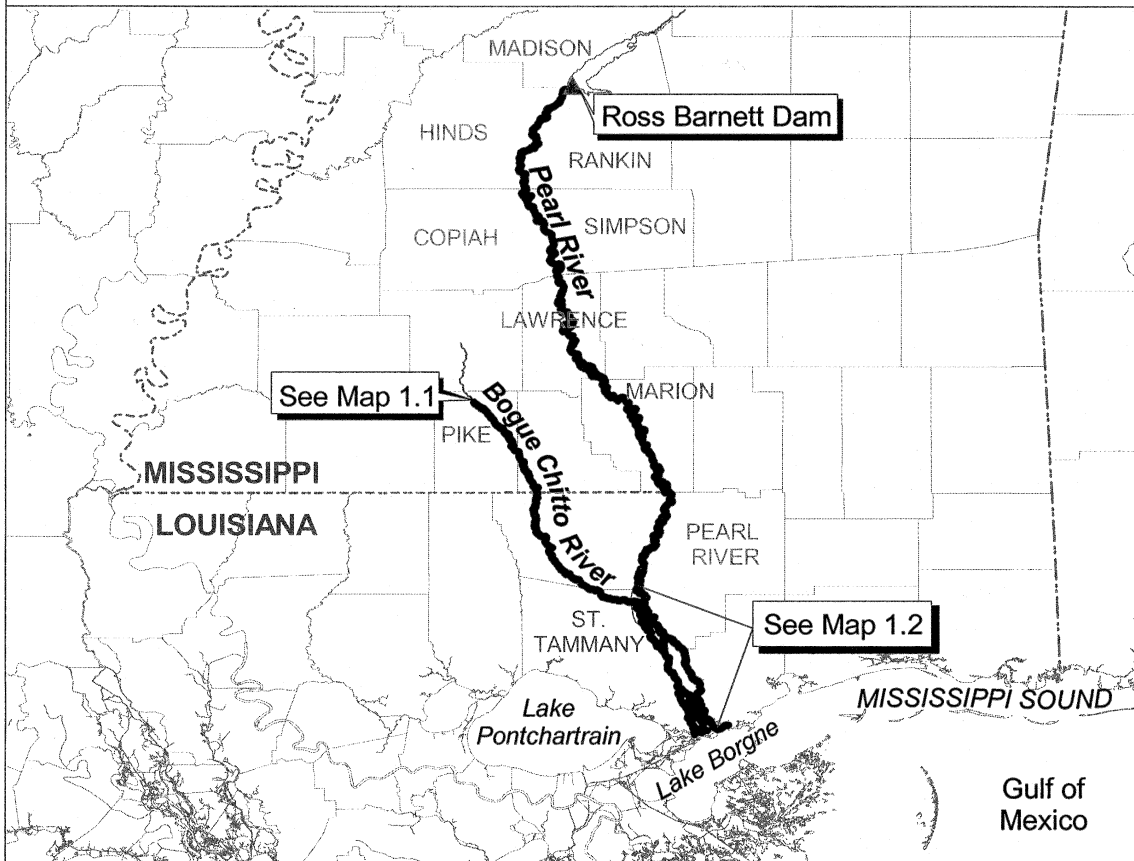 MADISON
Ross Barnett Dam
HINDS
RANKIN
Pearl River
SIMPSON
COPIAH
LAWRENCE
MARION
See Map 1.1
Bogue Chitto River
PIKE
MISSISSIPPI
LOUISIANA
PEARL
RIVER
ST.
TAMMANY
See Map 1.2
MISSISSIPPI SOUND
Lake
Pontchartrain
Lake Borgne
Gulf of
Mexico